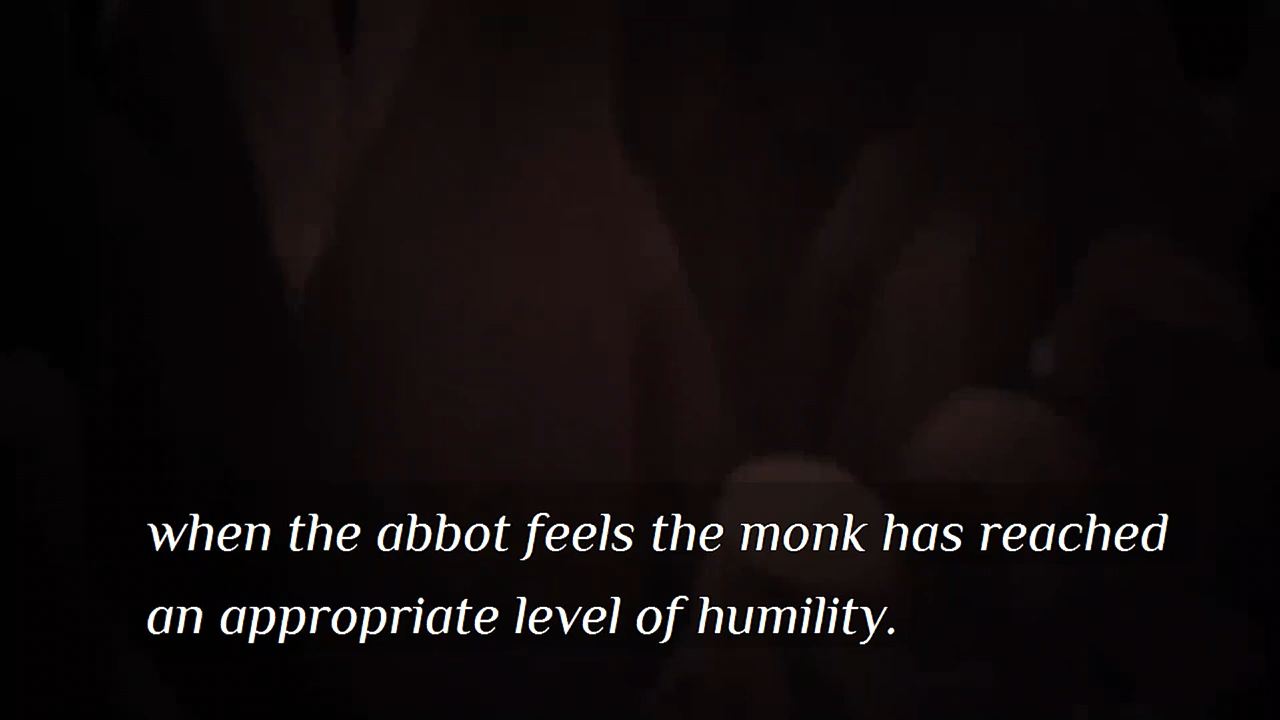 when the abbot feels the monk has reached
an appropriate level of humility.